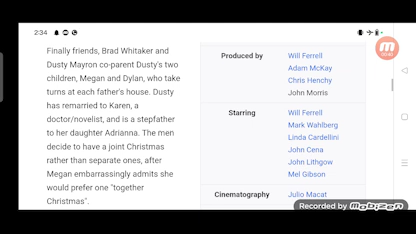 2:34
00:40
Finally friends, Brad Whitaker and
Dusty Mayron co-parent Dusty's two
children, Megan and Dylan, who take
turns at each father's house. Dusty
has remarried to Karen, a
doctor/novelist, and is a stepfather
to her daughter Adrianna. The men
decide to have a joint Christmas
rather than separate ones, after
Megan embarrassingly admits she
would prefer one "together
Christmas".
Produced by
Will Ferrell
Adam McKay
Chris Henchy
John Morris
Starring
Will Ferrell
Mark Wahlberg
Linda Cardellini
John Cena
John Lithgow
Mel Gibson
Cinematography
Julio Macat
Recorded by Mobizen